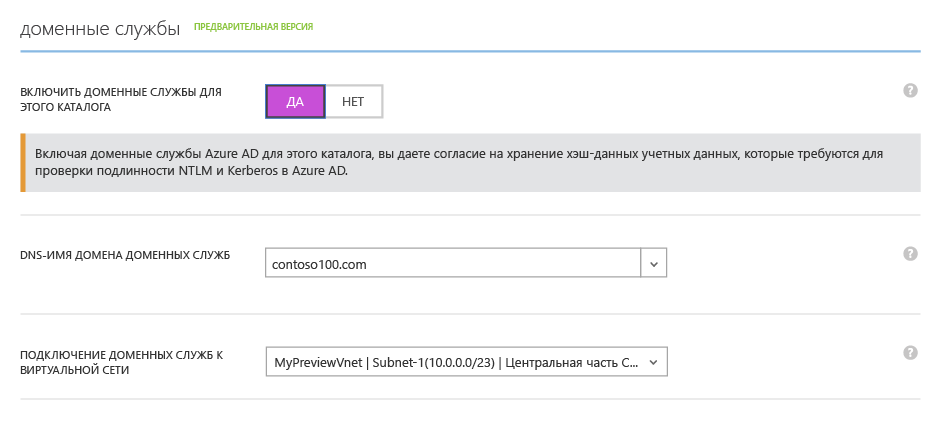 доменные службы ПРЕДВАРИТЕЛЬНАЯ ВЕРСИЯ
ВКЛЮЧИТЬ ДОМЕННЫЕ СЛУЖБЫ ДЛЯ
ЭТОГО КАТАЛОГА
ДА НЕТ
?
Включая доменные службы Azure AD для этого каталога, вы даете согласие на хранение хэш-данных учетных данных, которые требуются для
проверки подлинности NTLM и Kerberos в Azure AD.
DNS-ИМЯ ДОМЕНА ДОМЕННЫХ СЛУЖБ
contoso100.com
?
ПОДКЛЮЧЕНИЕ ДОМЕННЫХ СЛУЖБ К
ВИРТУАЛЬНОЙ СЕТИ
MyPreviewVnet | Subnet-1(10.0.0.0/23) | Центральная часть С...
?